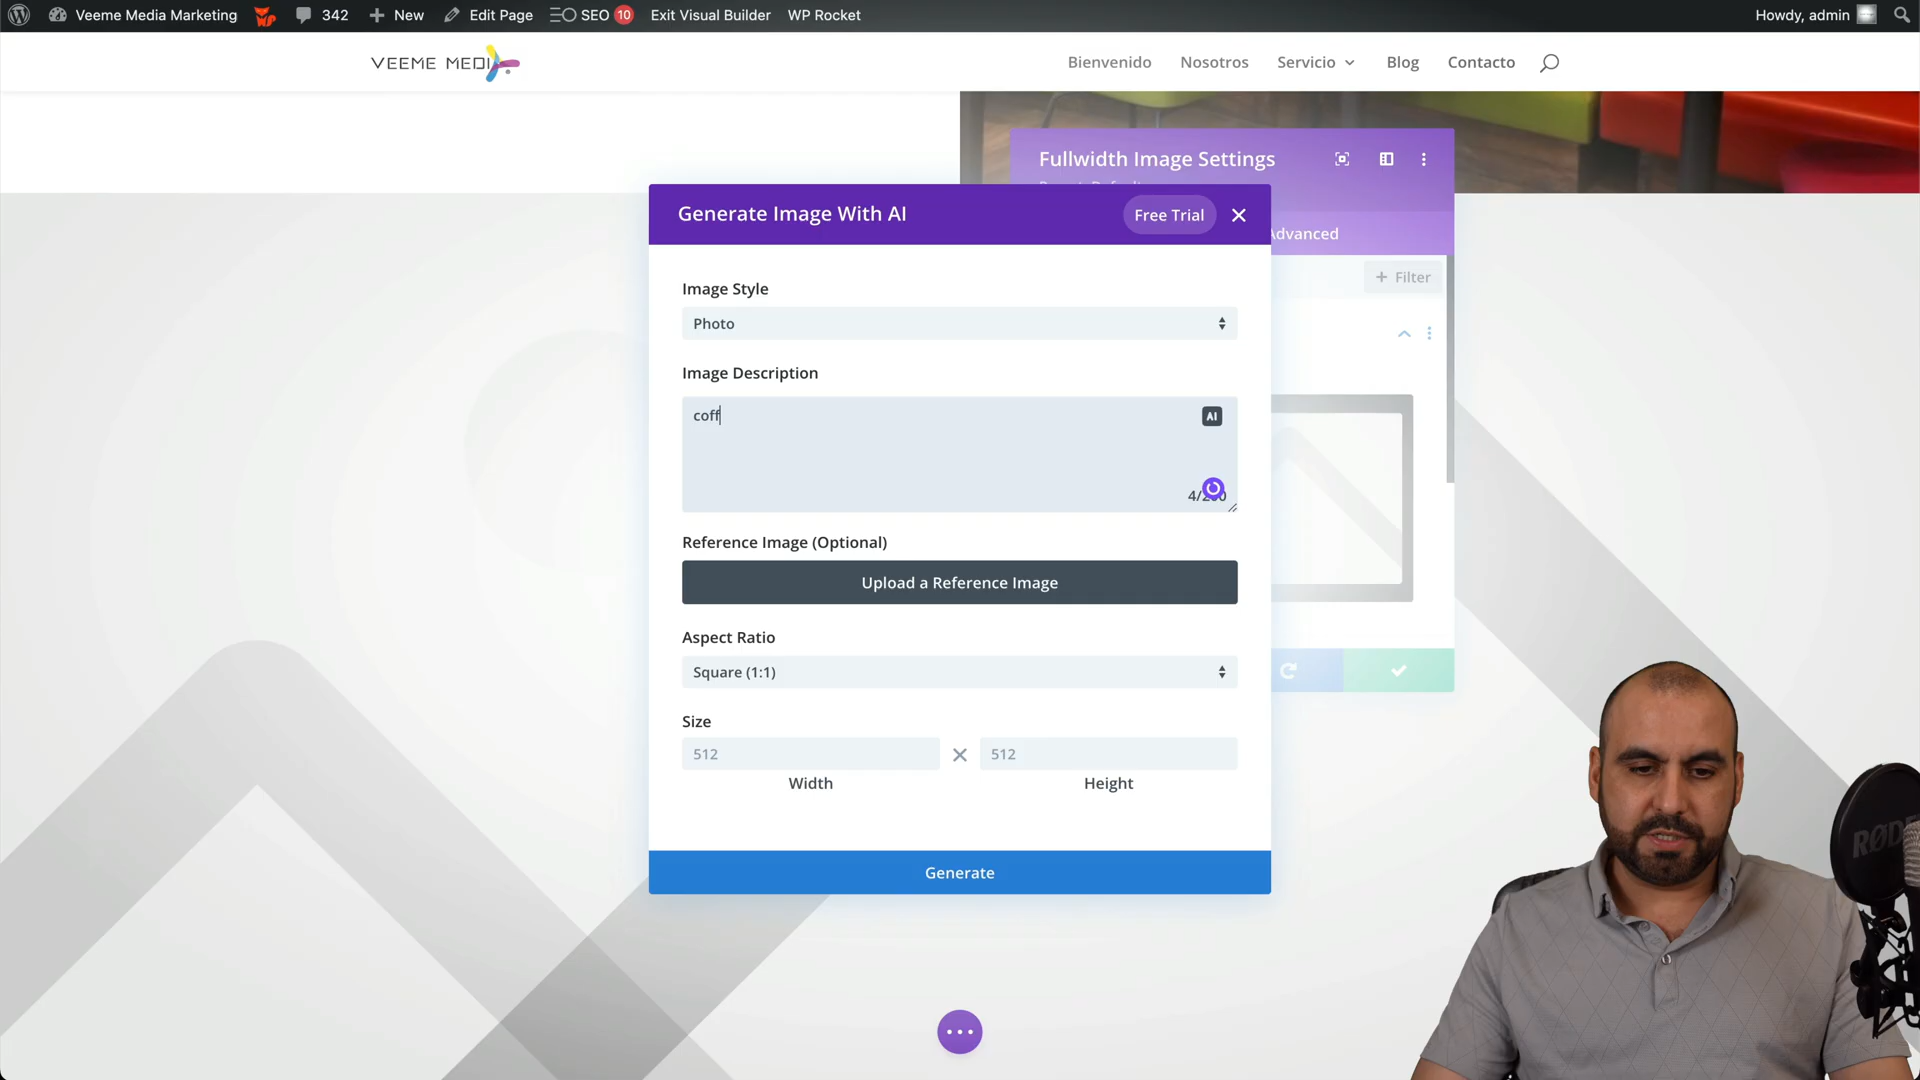 Veeme Media Marketing 342 New Edit Page SEO 10 Exit Visual Builder WP Rocket Howdy, admin
VEEME MEDI Bienvenido Nosotros Servicio Blog Contacto
Fullwidth Image Settings
Generate Image With AI Free Trial
Advanced
+ Filter
Image Style
Photo
Image Description
coff AI
Reference Image (Optional)
Upload a Reference Image
Aspect Ratio
Square (1:1)
Size
512 × 512
Width Height
Generate
RØDE